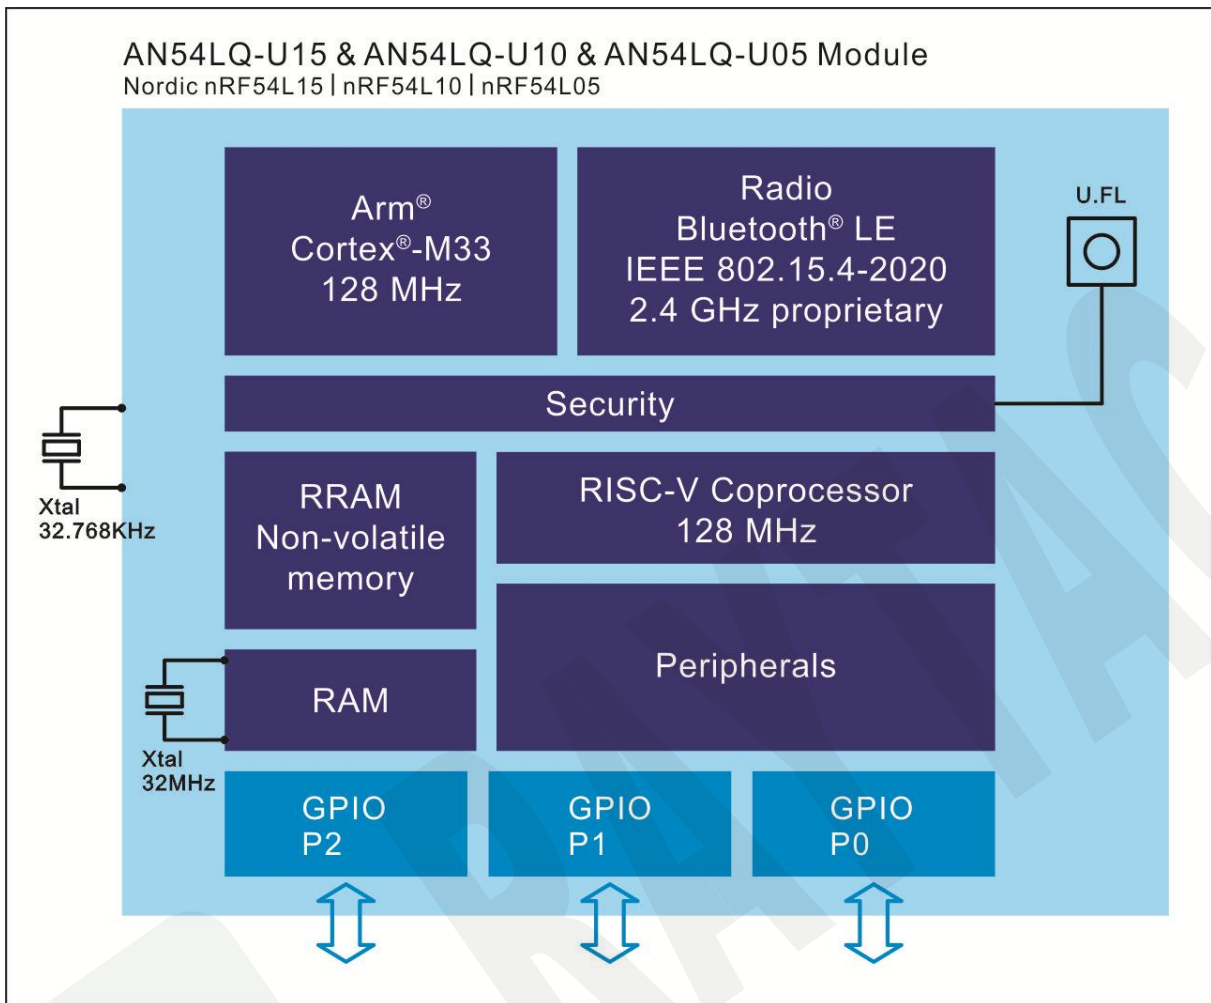 AN54LQ-U15 & AN54LQ-U10 & AN54LQ-U05 Module
Nordic nRF54L15 | nRF54L10 | nRF54L05
Arm®
Cortex®-M33
128 MHz
Radio
Bluetooth® LE
IEEE 802.15.4-2020
2.4 GHz proprietary
U.FL
Security
Xtal
32.768KHz
RRAM
Non-volatile
memory
RISC-V Coprocessor
128 MHz
Peripherals
RAM
Xtal
32MHz
GPIO
P2
GPIO
P1
GPIO
P0
RAYTAC